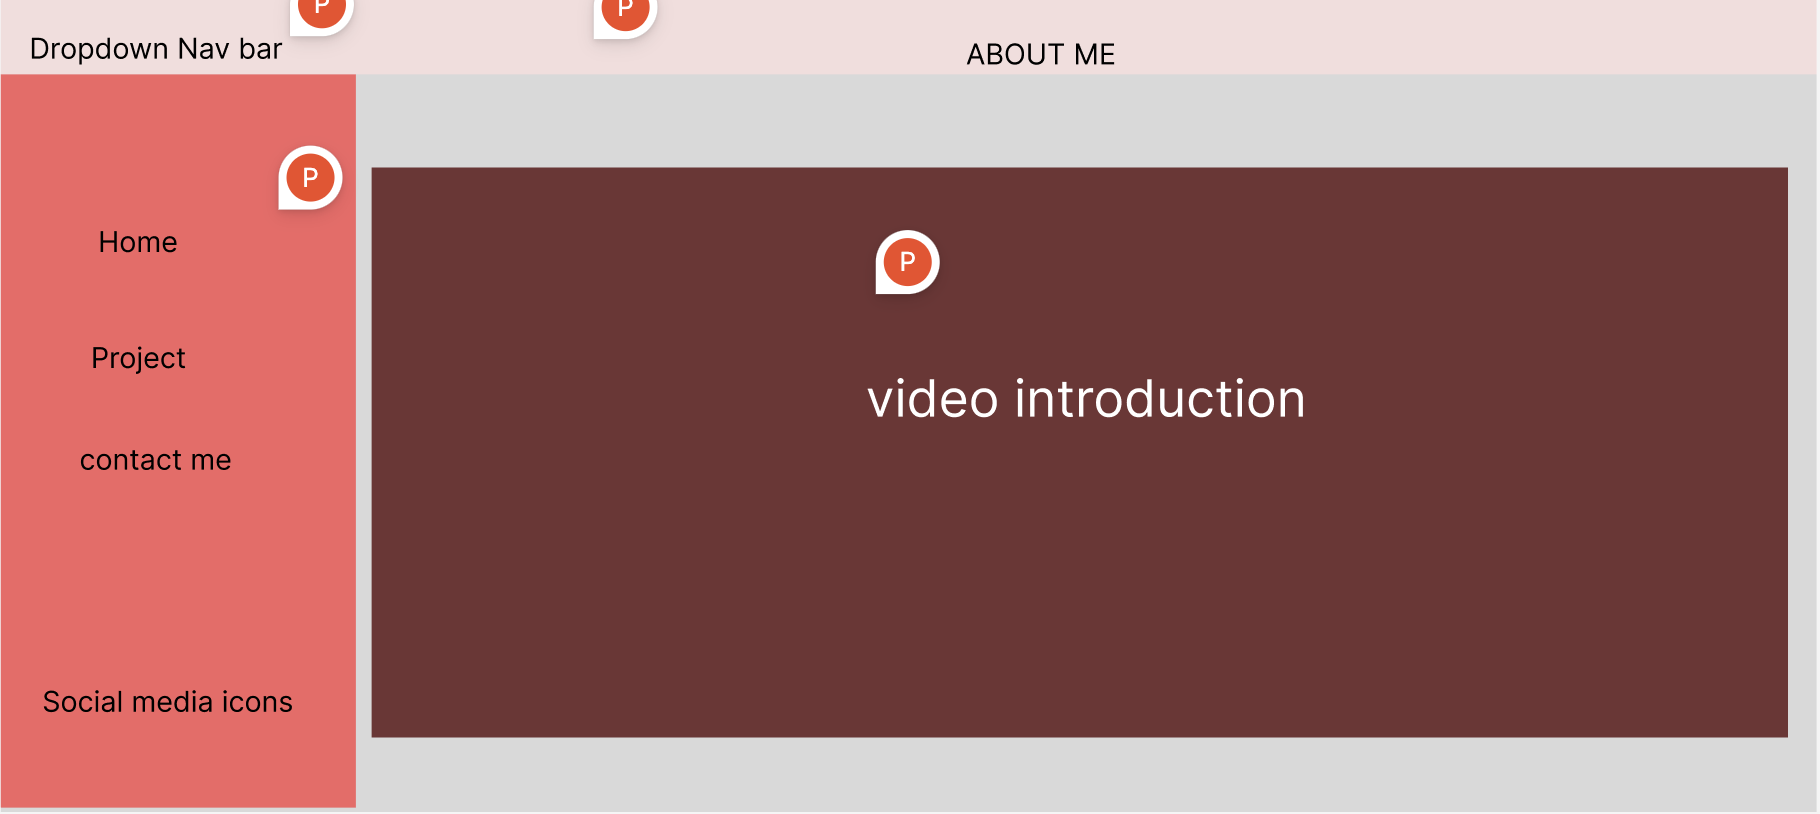 P
P
Dropdown Nav bar
ABOUT ME
P
Home
P
Project
video introduction
contact me
Social media icons